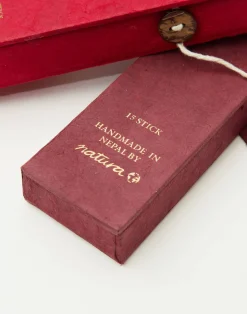 15 STICK
HANDMADE IN
NEPAL BY
natura